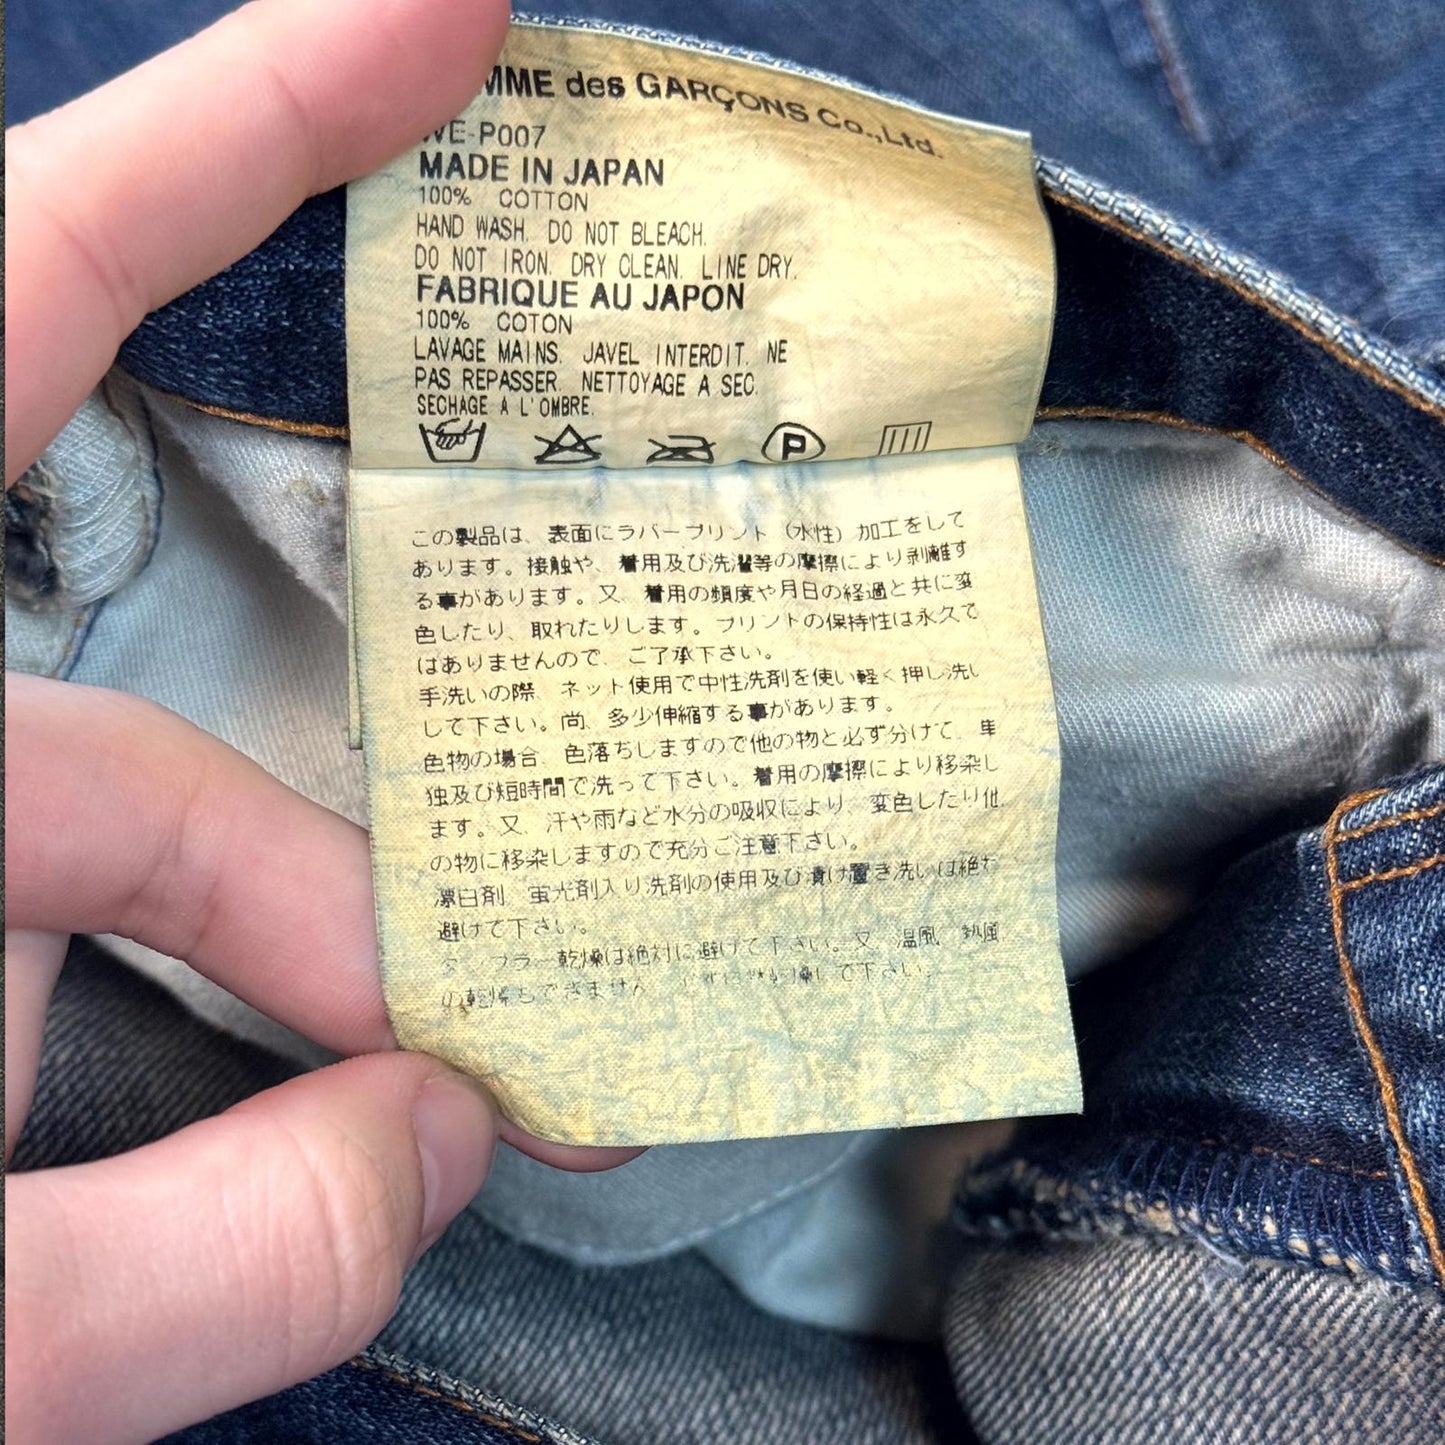 MME des GARÇONS Co.,Ltd.
WE-P007
MADE IN JAPAN
100% COTTON
HAND WASH. DO NOT BLEACH.
DO NOT IRON. DRY CLEAN. LINE DRY.
FABRIQUE AU JAPON
100% COTON
LAVAGE MAINS. JAVEL INTERDIT. NE
PAS REPASSER. NETTOYAGE A SEC.
SECHAGE A L'OMBRE.
P
この製品は、表面にラバープリント（水性）加工をして
あります。接触や、着用及び洗濯等の摩擦により剥離す
る事があります。又、着用の頻度や月日の経過と共に変
色したり、取れたりします。プリントの保持性は永久で
はありませんので、ご了承下さい。
手洗いの際、ネット使用で中性洗剤を使い軽く押し洗い
して下さい。尚、多少伸縮する事があります。
色物の場合、色落ちしますので他の物と必ず分けて、単
独及び短時間で洗って下さい。着用の摩擦により移染し
ます。又、汗や雨など水分の吸収により、変色したり他
の物に移染しますので充分ご注意下さい。
漂白剤、蛍光剤入り洗剤の使用及び漬け置き洗いは絶対
避けて下さい。
タンブラー乾燥は絶対に避けて下さい。又、温風、熱風
の乾燥もできません して下さい。